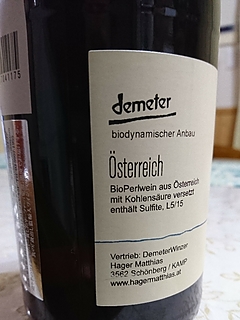 demeter
biodynamischer Anbau
Österreich
BioPerlwein aus Österreich
mit Kohlensäure versetzt
enthält Sulfite, L5/15
Vertrieb: DemeterWinzer
Hager Matthias
3562 Schönberg / KAMP
www.hagermatthias.at